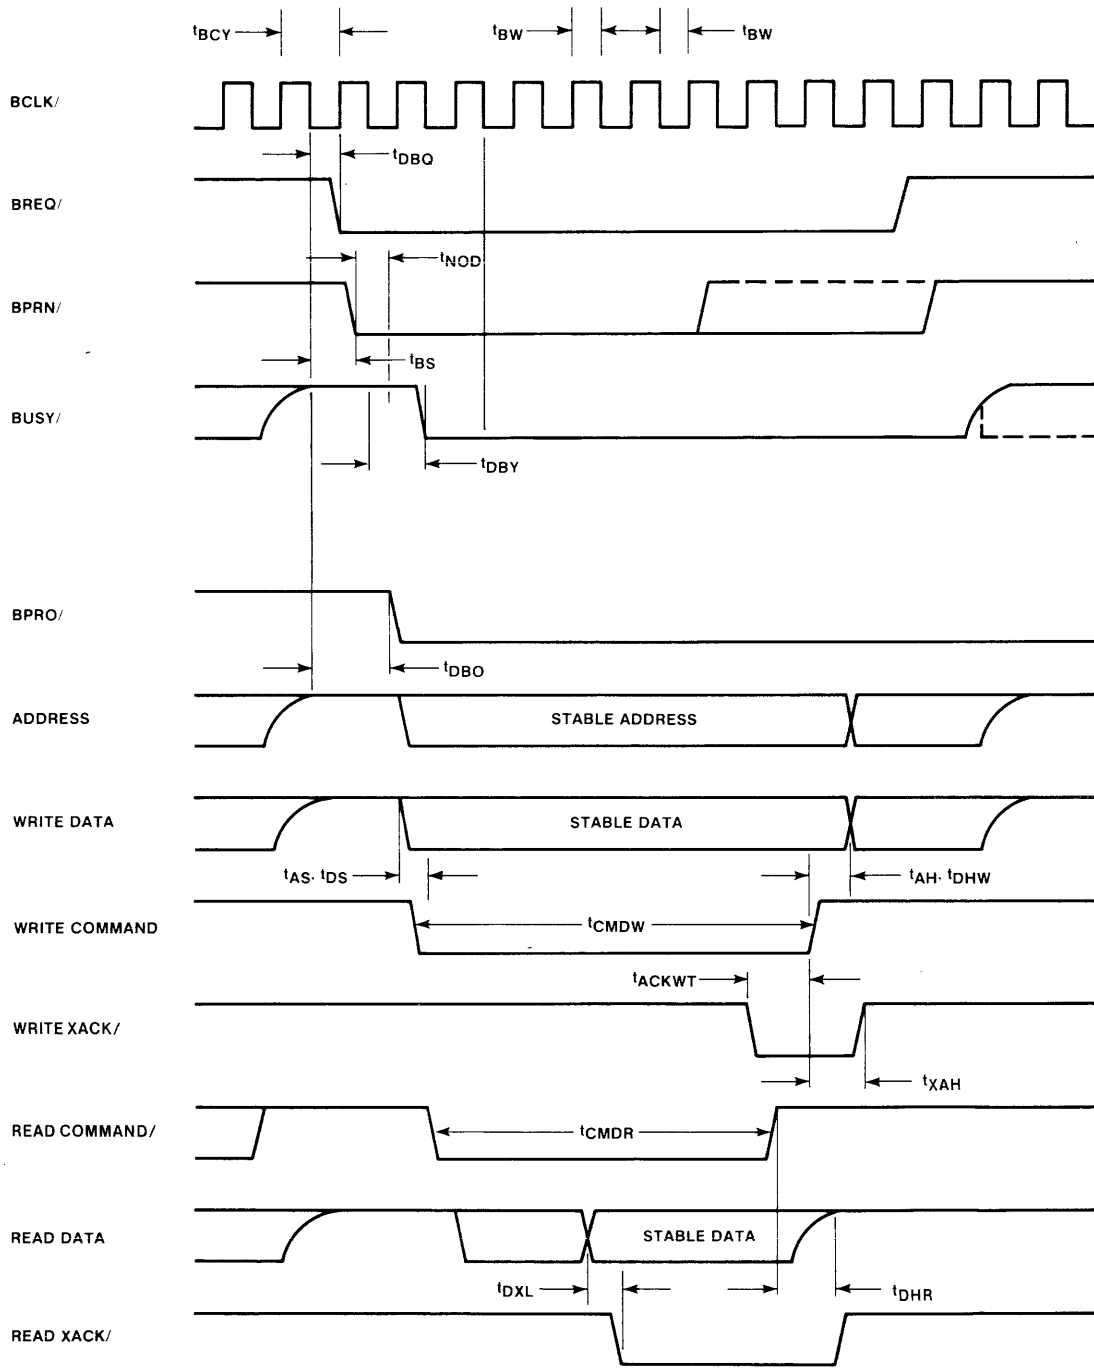 tBCY tBW tBW
BCLK/
tDBQ
BREQ/
tNOD
BPRN/
tBS
BUSY/
tDBY
BPRO/
tDBO
ADDRESS STABLE ADDRESS
WRITE DATA STABLE DATA
tAS, tDS tAH, tDHW
WRITE COMMAND tCMDW
tACKWT
WRITE XACK/
tXAH
READ COMMAND/ tCMDR
READ DATA STABLE DATA
tDXL tDHR
READ XACK/